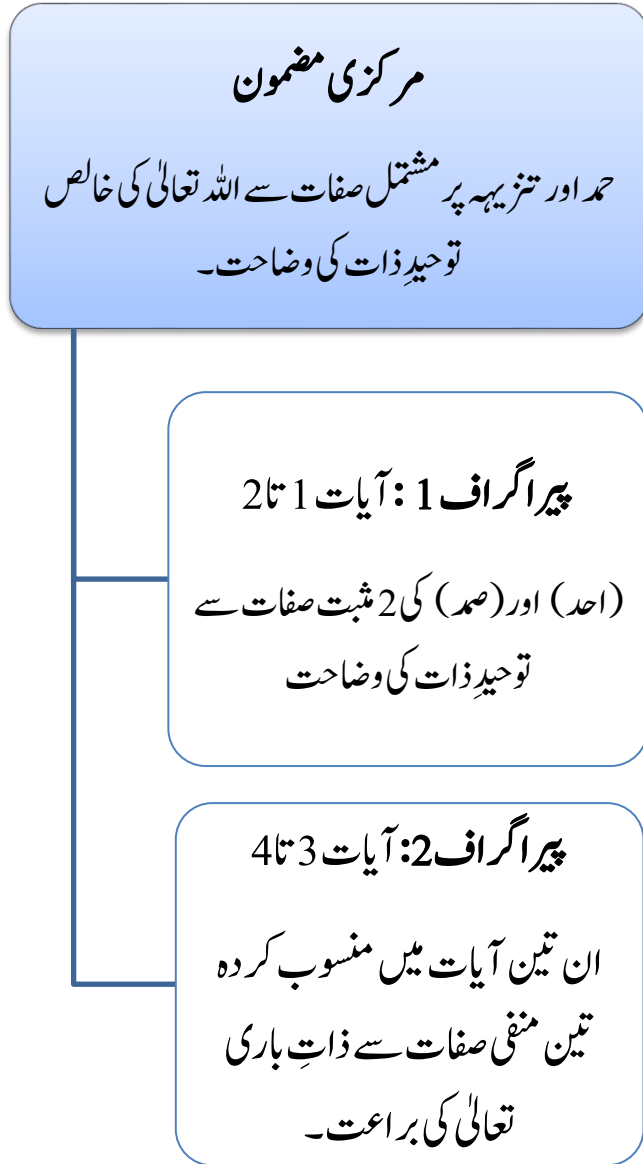 مرکزی مضمون
حمد اور تنزیہہ پر مشتمل صفات سے اللہ تعالیٰ کی خالص
توحیدِ ذات کی وضاحت۔
پیراگراف 1 : آیات 1 تا 2
(احد) اور (صمد) کی 2 مثبت صفات سے
توحیدِ ذات کی وضاحت
پیراگراف 2: آیات 3 تا 4
ان تین آیات میں منسوب کردہ
تین منفی صفات سے ذاتِ باری
تعالیٰ کی براءت۔